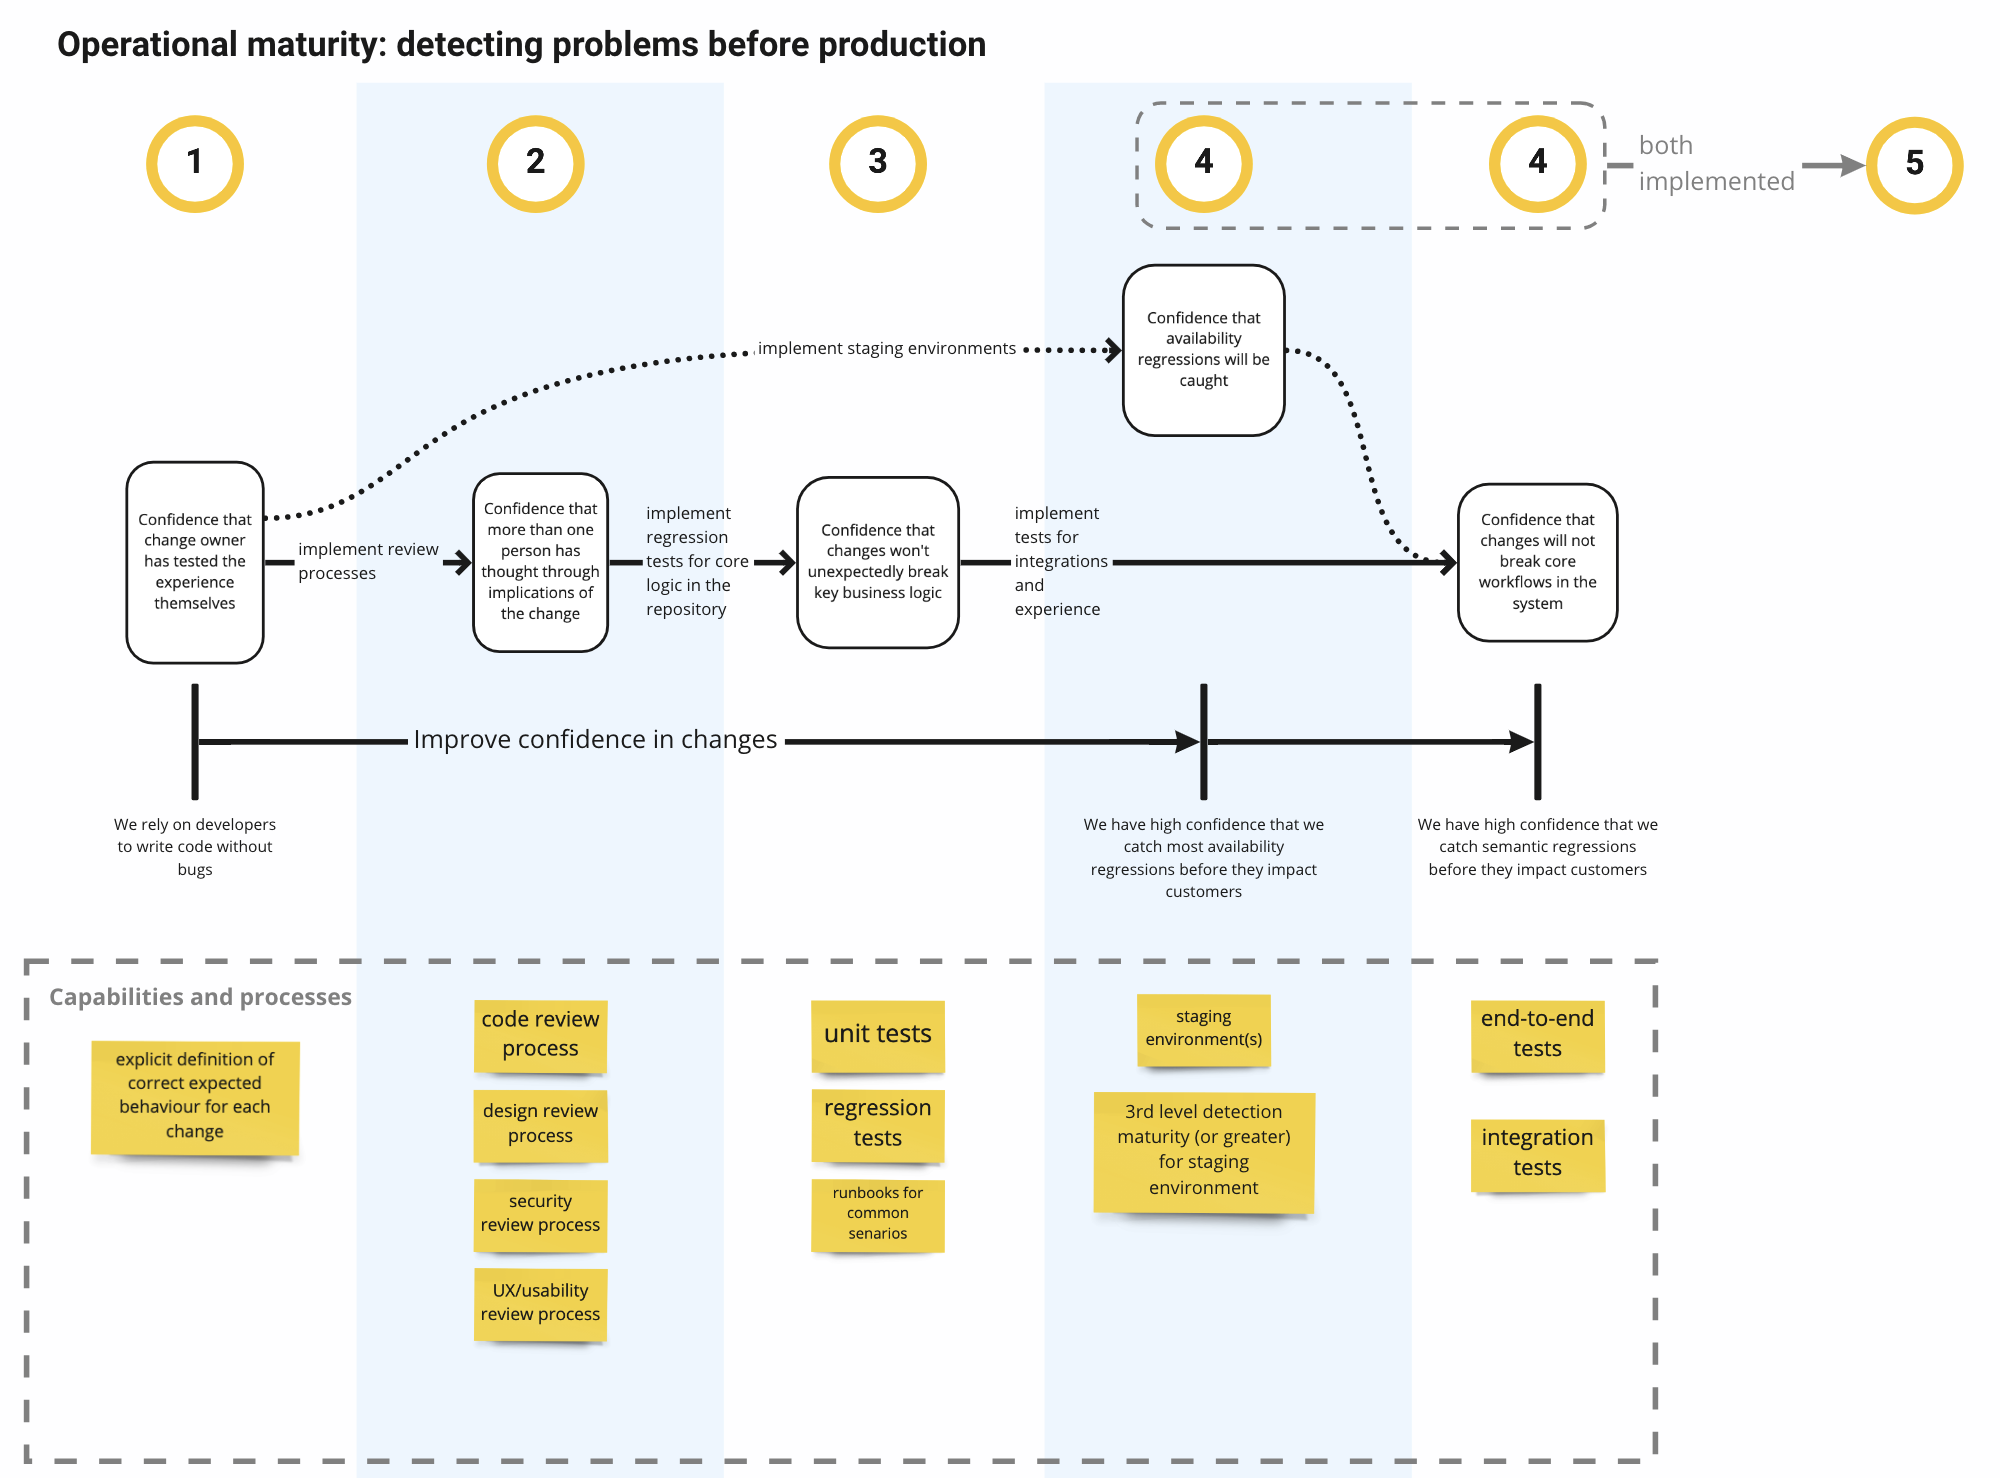 Operational maturity: detecting problems before production
1
2
3
4
4
both
implemented
5
Confidence that
availability
regressions will be
caught
implement staging environments
Confidence that
change owner
has tested the
experience
themselves
implement review
processes
Confidence that
more than one
person has
thought through
implications of
the change
implement
regression
tests for core
logic in the
repository
Confidence that
changes won't
unexpectedly break
key business logic
implement
tests for
integrations
and
experience
Confidence that
changes will not
break core
workflows in the
system
Improve confidence in changes
We rely on developers
to write code without
bugs
We have high confidence that we
catch most availability
regressions before they impact
customers
We have high confidence that we
catch semantic regressions
before they impact customers
Capabilities and processes
explicit definition of
correct expected
behaviour for each
change
code review
process
design review
process
security
review process
UX/usability
review process
unit tests
regression
tests
runbooks for
common
senarios
staging
environment(s)
3rd level detection
maturity (or greater)
for staging
environment
end-to-end
tests
integration
tests